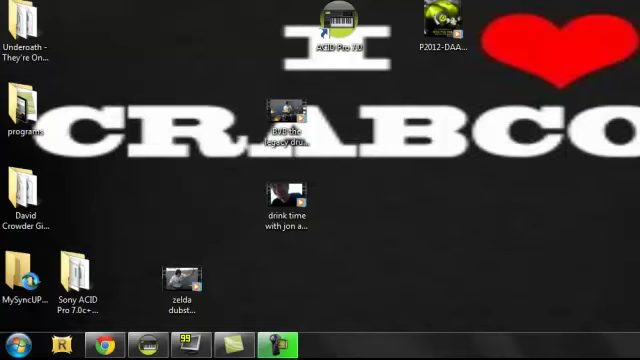 I
CRABCO
Underoath -
They're On...
ACID Pro 7.0
P2012-DAA...
programs
BVB the
legacy dru...
David
Crowder Gi...
drink time
with jon a...
MySyncUP...
Sony ACID
Pro 7.0c+...
zelda
dubst...
R
99